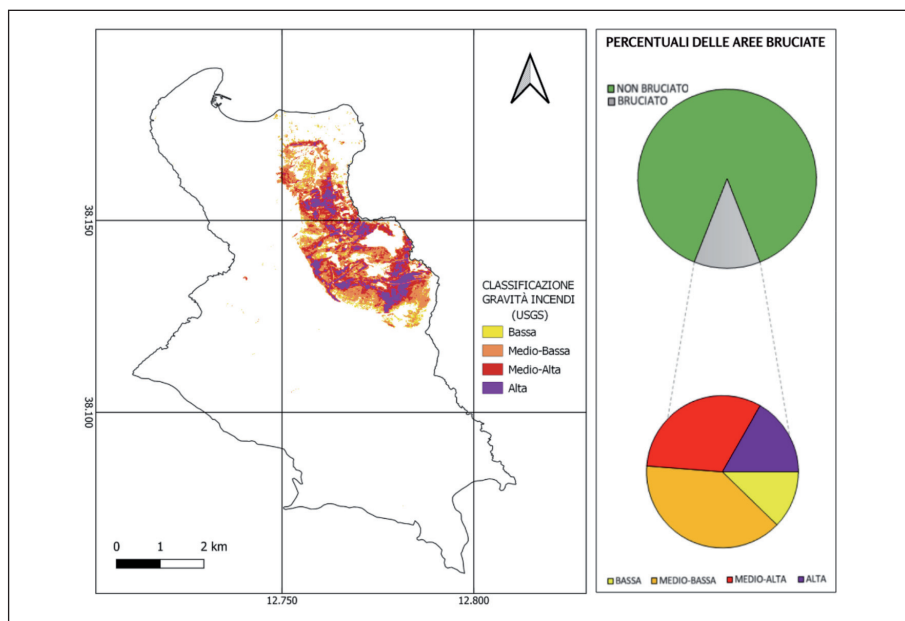 PERCENTUALI DELLE AREE BRUCIATE
NON BRUCIATO
BRUCIATO
38.150
38.100
CLASSIFICAZIONE
GRAVITÀ INCENDI
(USGS)
Bassa
Medio-Bassa
Medio-Alta
Alta
0 1 2 km
12.750 12.800
BASSA MEDIO-BASSA MEDIO-ALTA ALTA